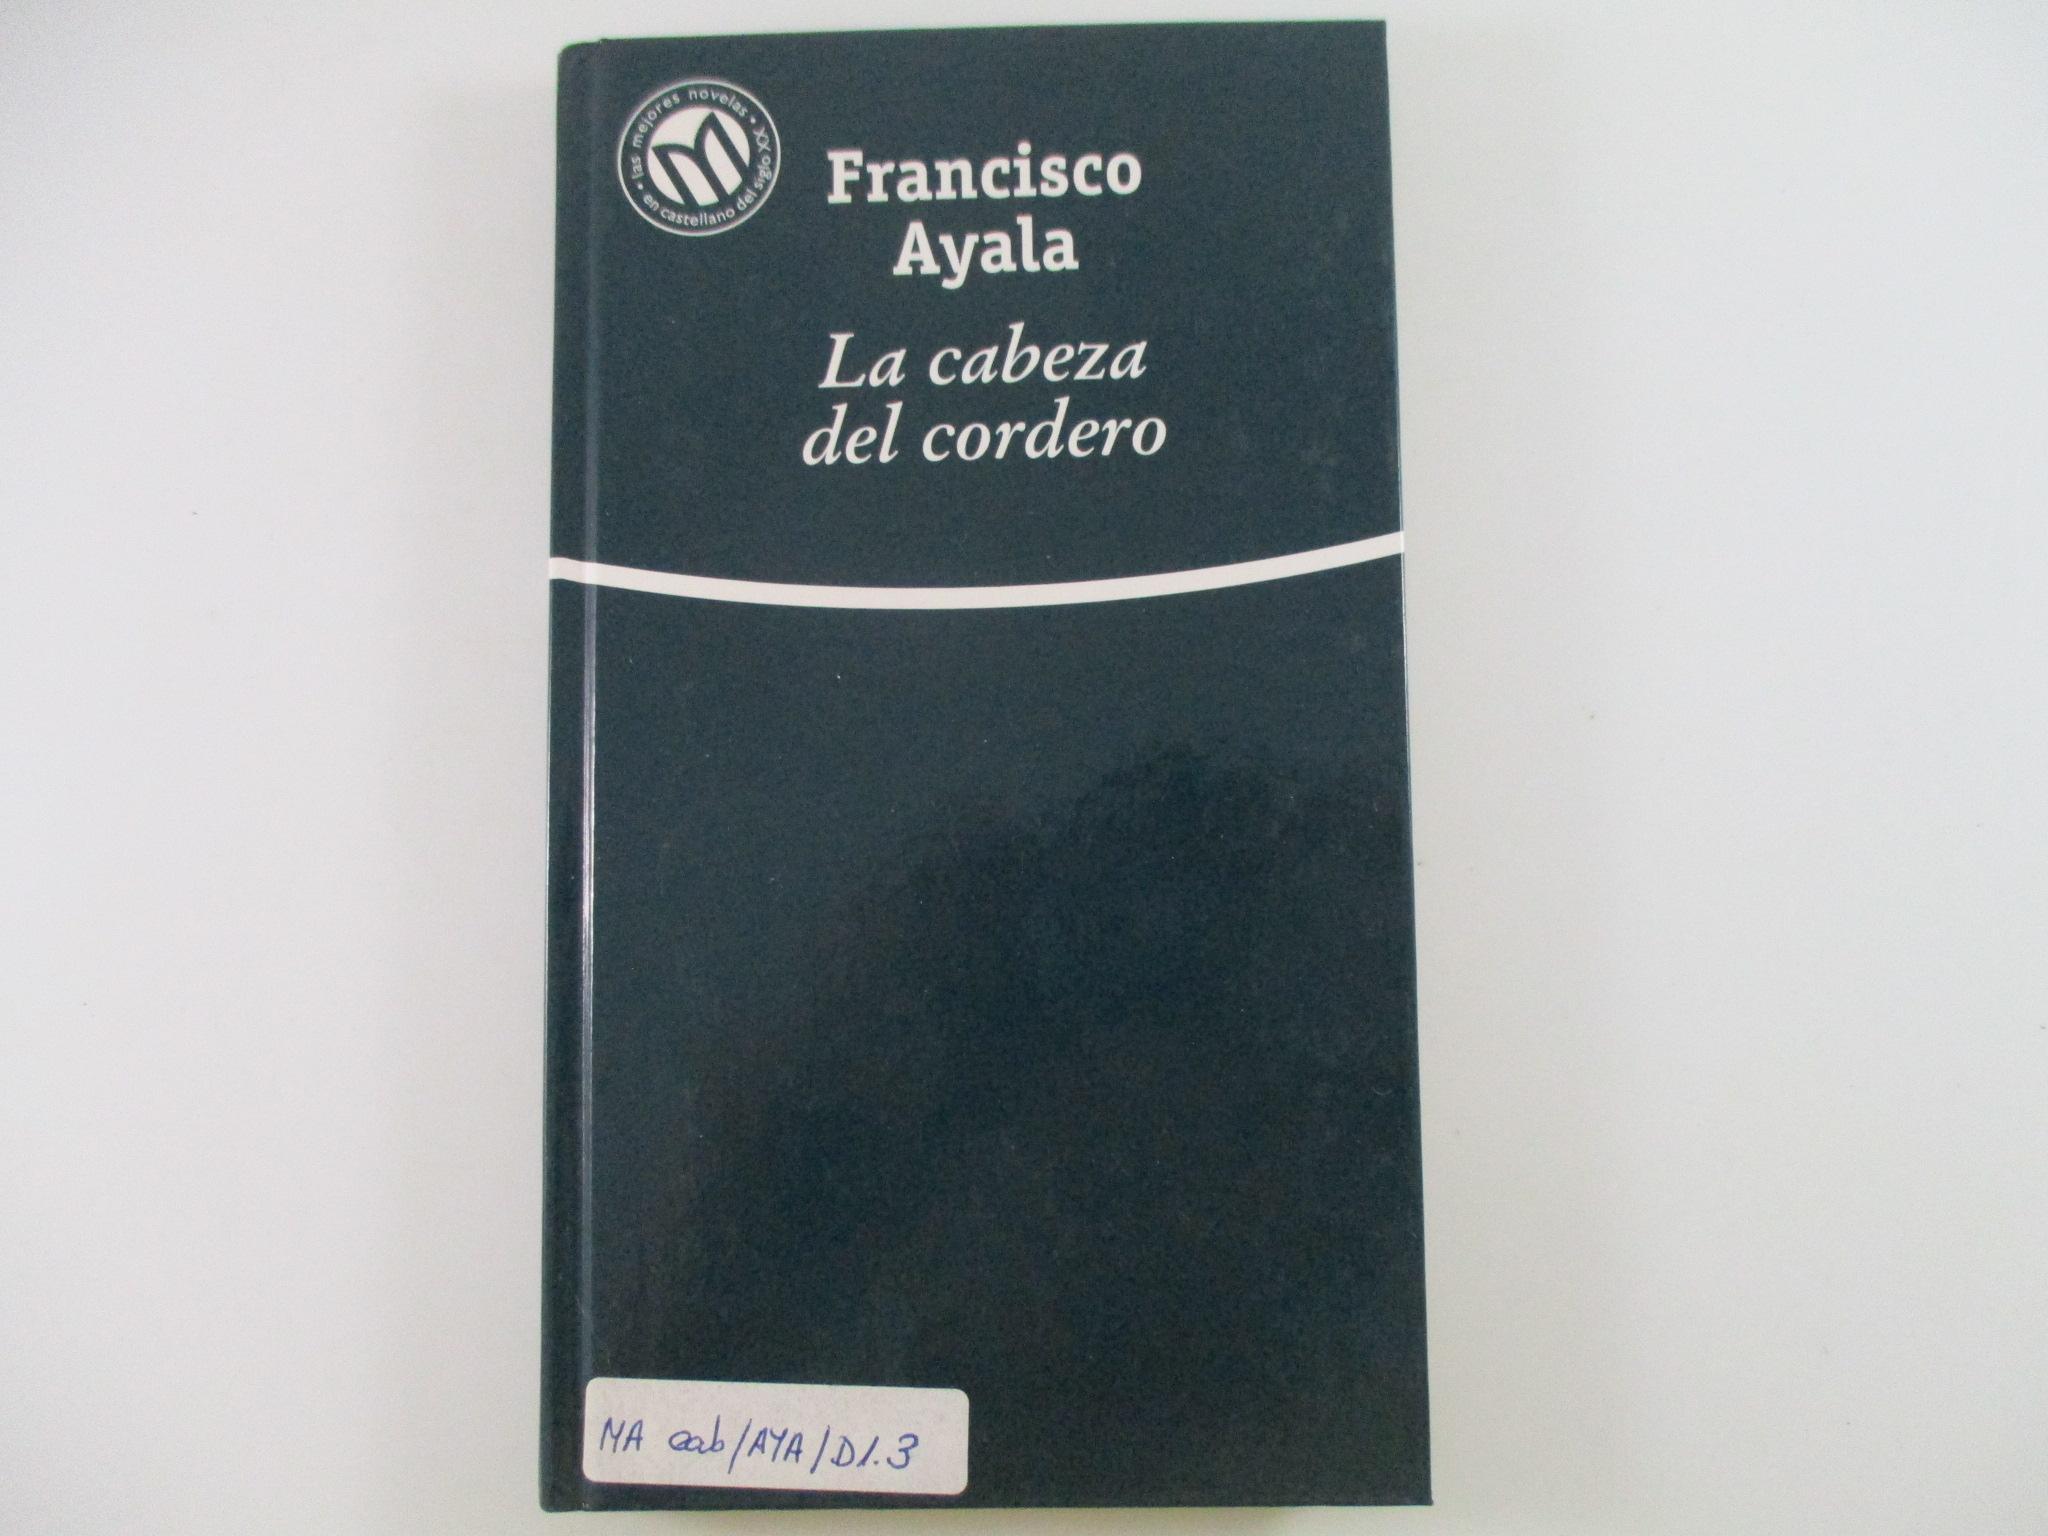 • las mejores novelas •
en castellano del siglo XX
Francisco
Ayala
La cabeza
del cordero
MA cab/AYA/D1.3